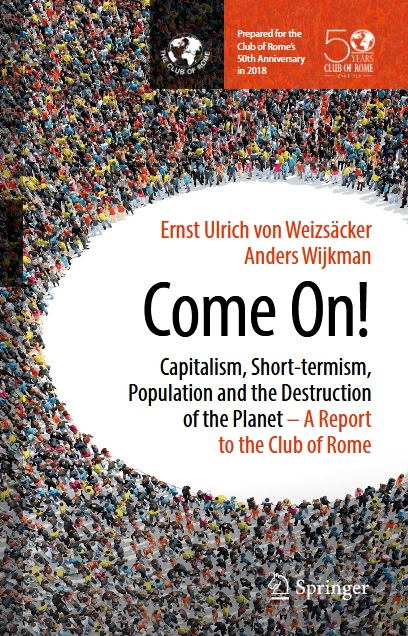 THE CLUB OF ROME
Prepared for the
Club of Rome's
50th Anniversary
in 2018
50
YEARS
CLUB OF ROME
Ernst Ulrich von Weizsäcker
Anders Wijkman
Come On!
Capitalism, Short-termism,
Population and the Destruction
of the Planet – A Report
to the Club of Rome
Springer